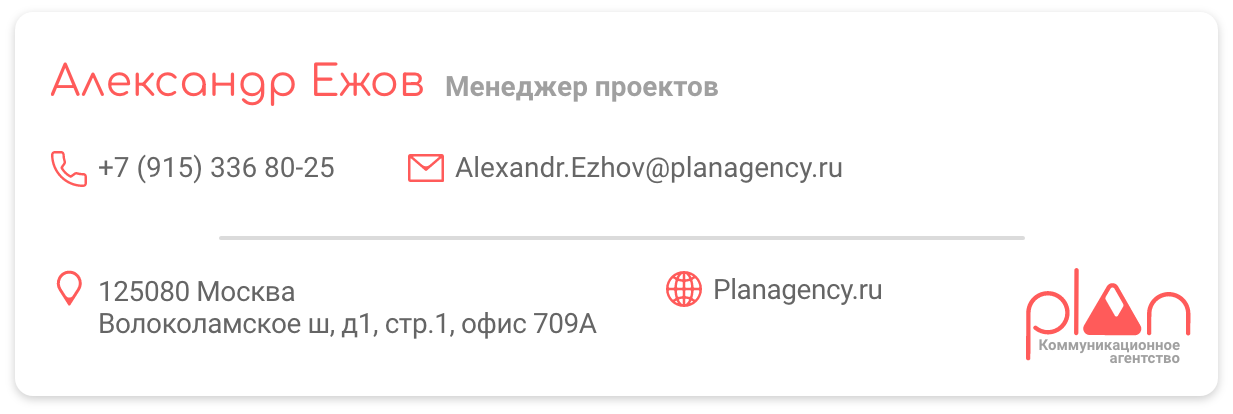 Александр Ежов Менеджер проектов
+7 (915) 336 80-25 Alexandr.Ezhov@planagency.ru
125080 Москва
Волоколамское ш, д1, стр.1, офис 709А
Planagency.ru
plan
Коммуникационное
агентство